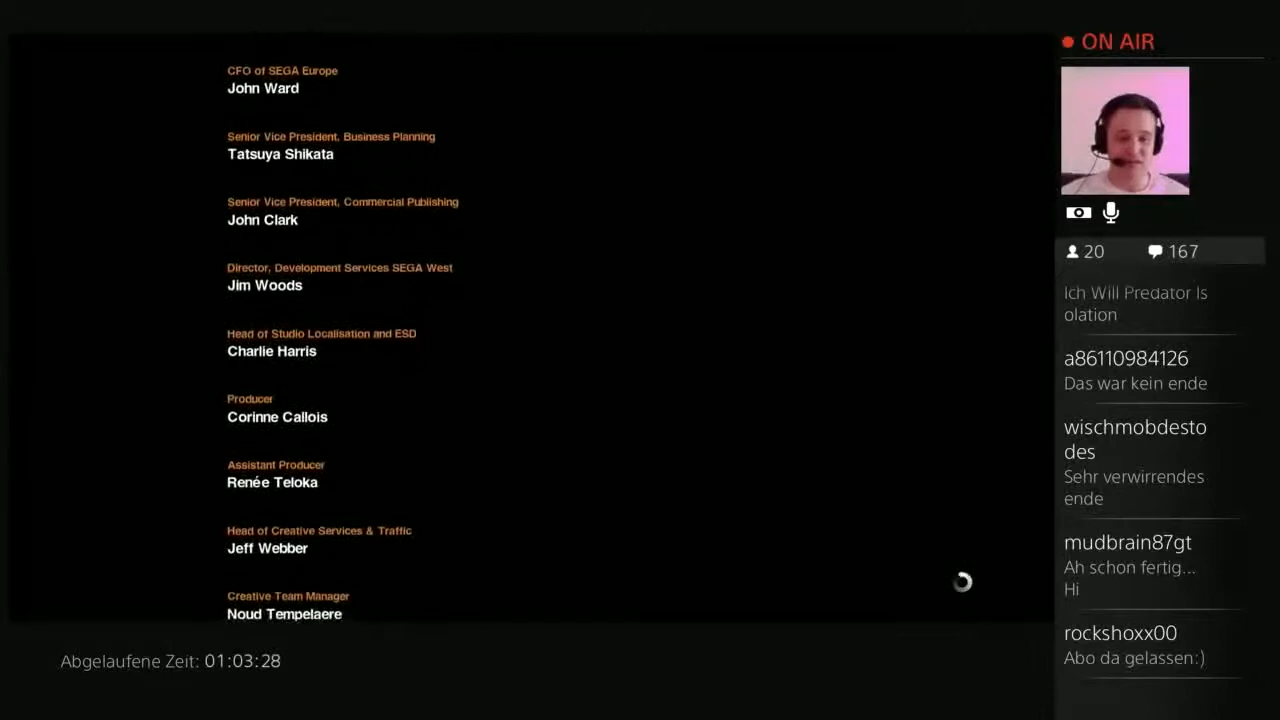 CFO of SEGA Europe
John Ward
Senior Vice President, Business Planning
Tatsuya Shikata
Senior Vice President, Commercial Publishing
John Clark
Director, Development Services SEGA West
Jim Woods
Head of Studio Localisation and ESD
Charlie Harris
Producer
Corinne Callois
Assistant Producer
Renée Teloka
Head of Creative Services & Traffic
Jeff Webber
Creative Team Manager
Noud Tempelaere
Abgelaufene Zeit: 01:03:28
ON AIR
20 167
Ich Will Predator Is
olation
a86110984126
Das war kein ende
wischmobdesto
des
Sehr verwirrendes
ende
mudbrain87gt
Ah schon fertig...
Hi
rockshoxx00
Abo da gelassen:)